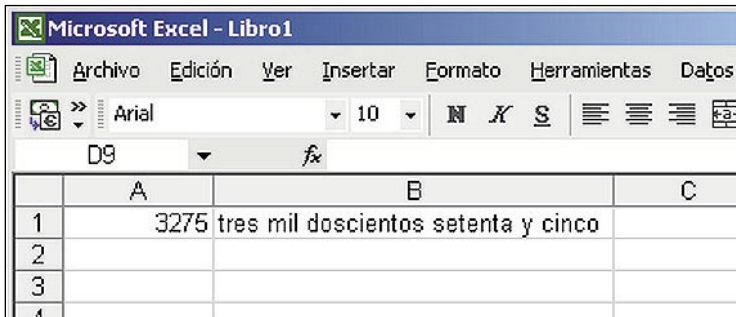 Microsoft Excel - Libro1
Archivo Edición Ver Insertar Formato Herramientas Datos
» Arial 10 N K S
D9 fx
A B C
1 3275 tres mil doscientos setenta y cinco
2
3
4